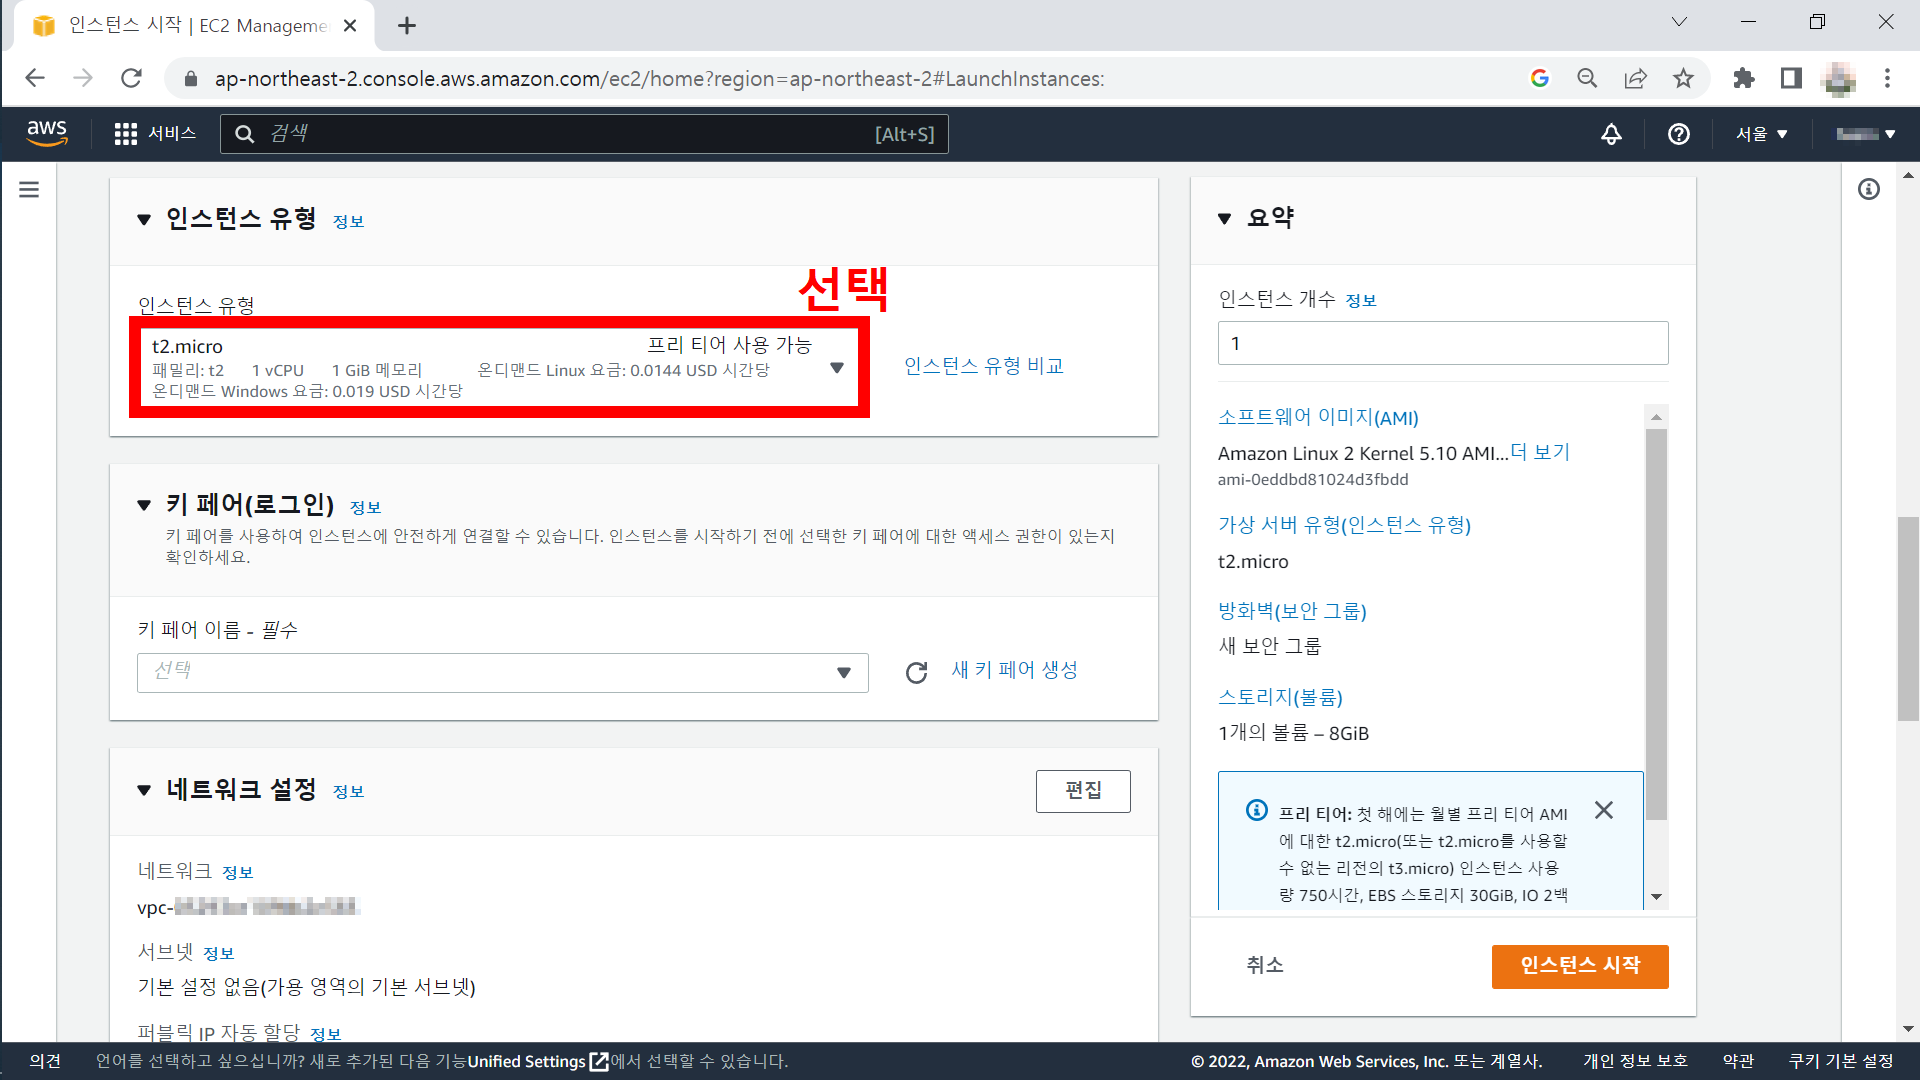 인스턴스 시작 | EC2 Manageme
ap-northeast-2.console.aws.amazon.com/ec2/home?region=ap-northeast-2#LaunchInstances:
aws
서비스
검색
[Alt+S]
서울
인스턴스 유형 정보
선택
인스턴스 유형
t2.micro
프리 티어 사용 가능
패밀리: t2 1 vCPU 1 GiB 메모리 온디맨드 Linux 요금: 0.0144 USD 시간당
온디맨드 Windows 요금: 0.019 USD 시간당
인스턴스 유형 비교
키 페어(로그인) 정보
키 페어를 사용하여 인스턴스에 안전하게 연결할 수 있습니다. 인스턴스를 시작하기 전에 선택한 키 페어에 대한 액세스 권한이 있는지
확인하세요.
키 페어 이름 - 필수
선택
새 키 페어 생성
네트워크 설정 정보
편집
네트워크 정보
vpc-
서브넷 정보
기본 설정 없음(가용 영역의 기본 서브넷)
퍼블릭 IP 자동 할당 정보
요약
인스턴스 개수 정보
1
소프트웨어 이미지(AMI)
Amazon Linux 2 Kernel 5.10 AMI...더 보기
ami-0eddbd81024d3fbdd
가상 서버 유형(인스턴스 유형)
t2.micro
방화벽(보안 그룹)
새 보안 그룹
스토리지(볼륨)
1개의 볼륨 – 8GiB
프리 티어: 첫 해에는 월별 프리 티어 AMI
에 대한 t2.micro(또는 t2.micro를 사용할
수 없는 리전의 t3.micro) 인스턴스 사용
량 750시간, EBS 스토리지 30GiB, IO 2백
취소
인스턴스 시작
의견
언어를 선택하고 싶으십니까? 새로 추가된 다음 기능Unified Settings에서 선택할 수 있습니다.
© 2022, Amazon Web Services, Inc. 또는 계열사.
개인 정보 보호
약관
쿠키 기본 설정